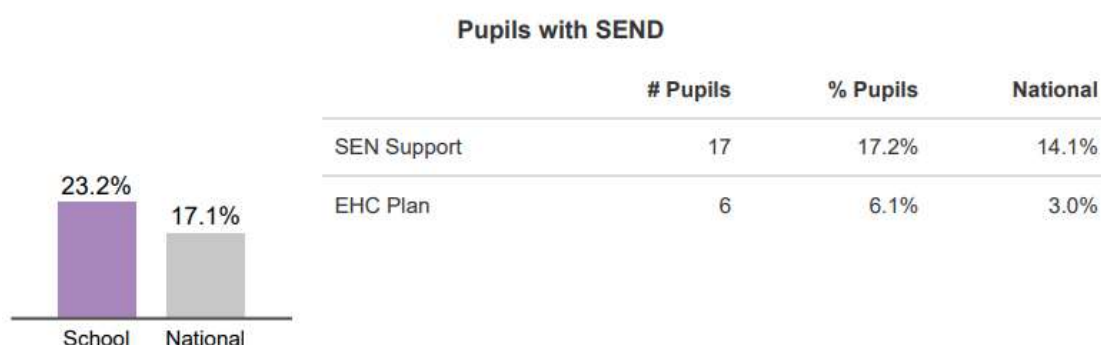 Pupils with SEND
# Pupils % Pupils National
SEN Support 17 17.2% 14.1%
EHC Plan 6 6.1% 3.0%
23.2%
17.1%
School National